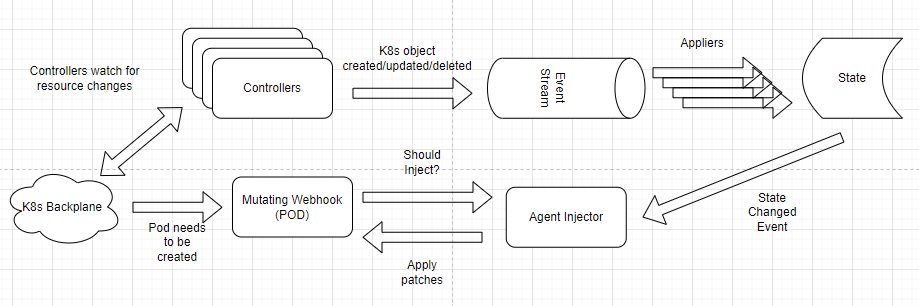 Controllers watch for
resource changes
Controllers
K8s object
created/updated/deleted
Event
Stream
Appliers
State
K8s Backplane
Pod needs
to be
created
Mutating Webhook
(POD)
Should
Inject?
Apply
patches
Agent Injector
State
Changed
Event